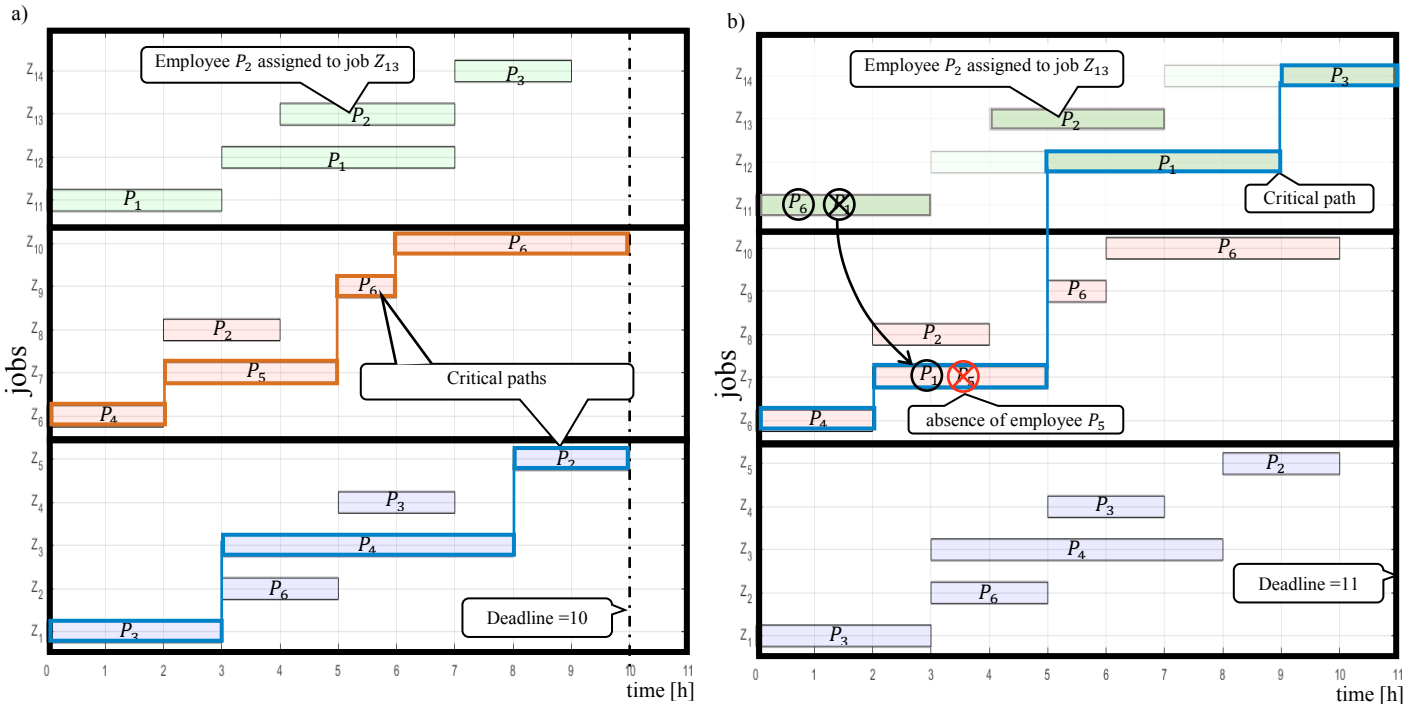 a)
Employee P₂ assigned to job Z₁₃
Z₁₄
P₃
Z₁₃
P₂
Z₁₂
P₁
Z₁₁
P₁
Z₁₀
P₆
Z₉
P₆
Z₈
P₂
Z₇
P₅
Critical paths
Z₆
P₄
Z₅
P₂
Z₄
P₃
Z₃
P₄
Z₂
P₆
Deadline =10
Z₁
P₃
jobs
0 1 2 3 4 5 6 7 8 9 10 11
time [h]
b)
Employee P₂ assigned to job Z₁₃
Z₁₄
P₃
Z₁₃
P₂
Z₁₂
P₁
Critical path
Z₁₁
P₆ P₁
Z₁₀
P₆
Z₉
P₆
Z₈
P₂
Z₇
P₁ P₅
absence of employee P₅
Z₆
P₄
Z₅
P₂
Z₄
P₃
Z₃
P₄
Deadline =11
Z₂
P₆
Z₁
P₃
jobs
0 1 2 3 4 5 6 7 8 9 10 11
time [h]